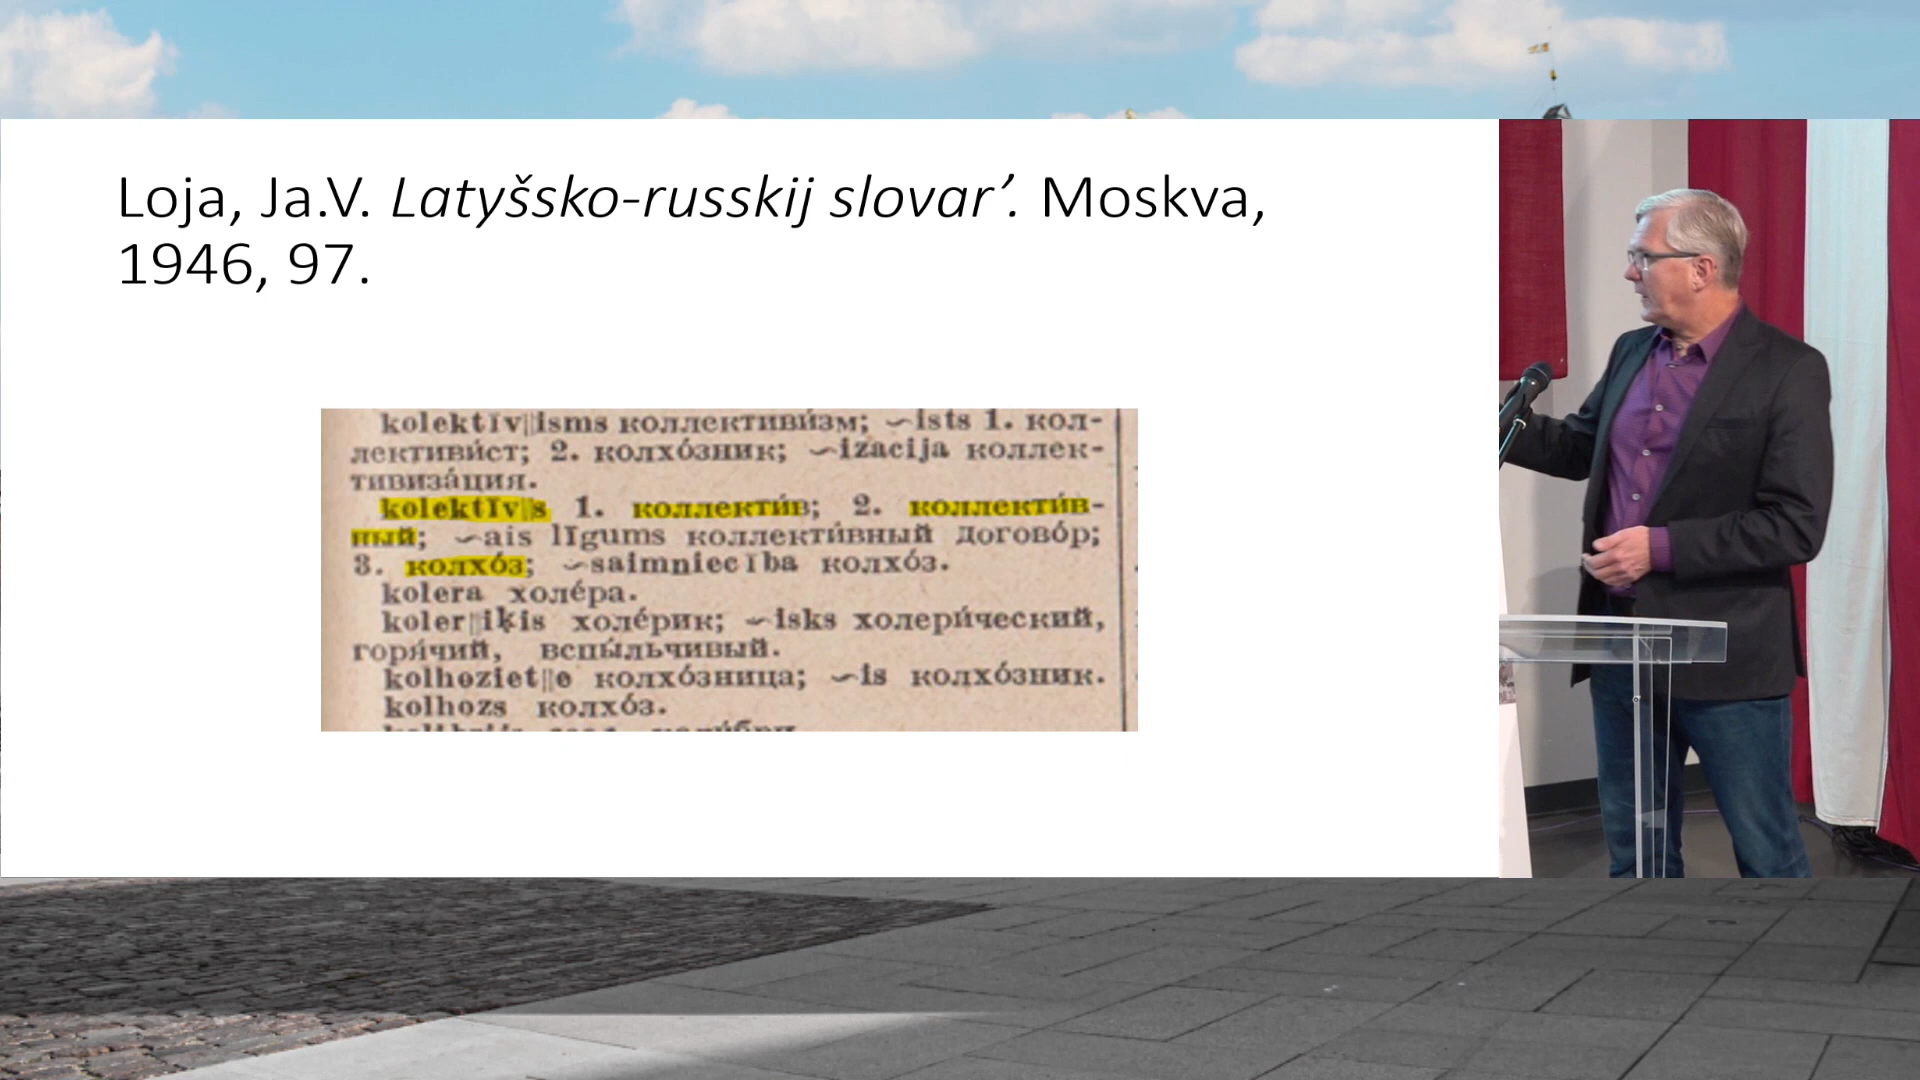 Loja, Ja.V. Latyšsko-russkij slovar’. Moskva,
1946, 97.
kolektīv||isms коллективи́зм; ~ists 1. кол-
лективи́ст; 2. колхо́зник; ~izācija коллек-
тивиза́ция.
kolektīv||s 1. коллекти́в; 2. коллекти́в-
ный; ~ais līgums коллекти́вный догово́р;
3. колхо́з; ~saimniecība колхо́з.
kolera холе́ра.
koler||iķis холе́рик; ~isks холери́ческий,
горя́чий, вспы́льчивый.
kolhoziet||e колхо́зница; ~is колхо́зник.
kolhozs колхо́з.